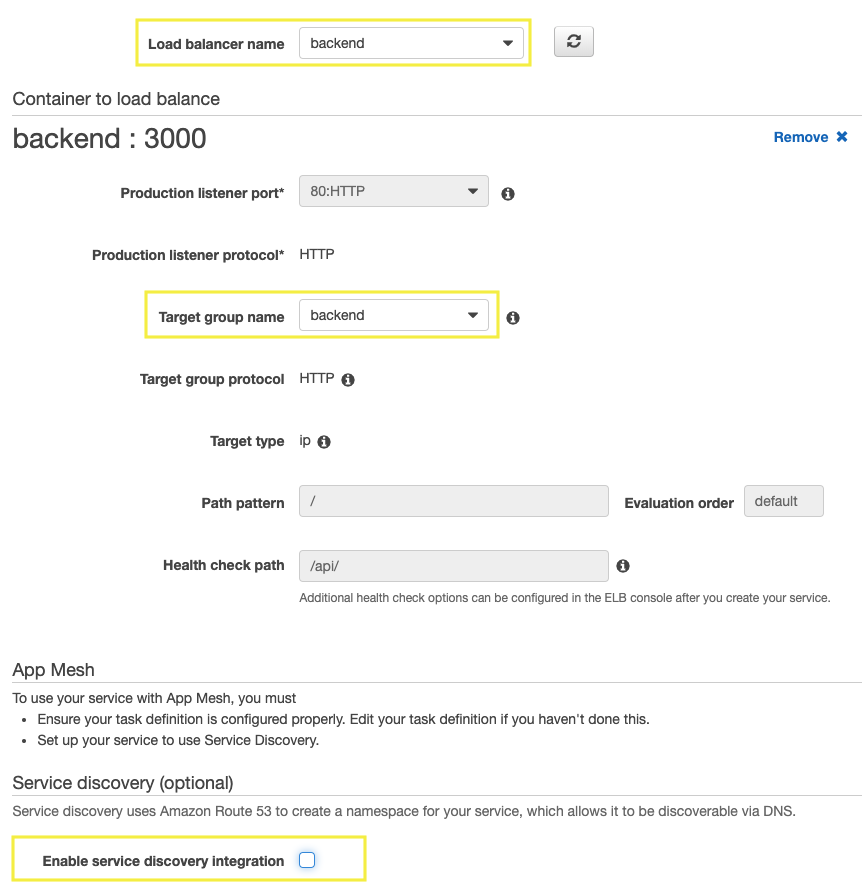 Load balancer name backend
Container to load balance
backend : 3000 Remove
Production listener port* 80:HTTP
Production listener protocol* HTTP
Target group name backend
Target group protocol HTTP
Target type ip
Path pattern / Evaluation order default
Health check path /api/
Additional health check options can be configured in the ELB console after you create your service.
App Mesh
To use your service with App Mesh, you must
• Ensure your task definition is configured properly. Edit your task definition if you haven't done this.
• Set up your service to use Service Discovery.
Service discovery (optional)
Service discovery uses Amazon Route 53 to create a namespace for your service, which allows it to be discoverable via DNS.
Enable service discovery integration